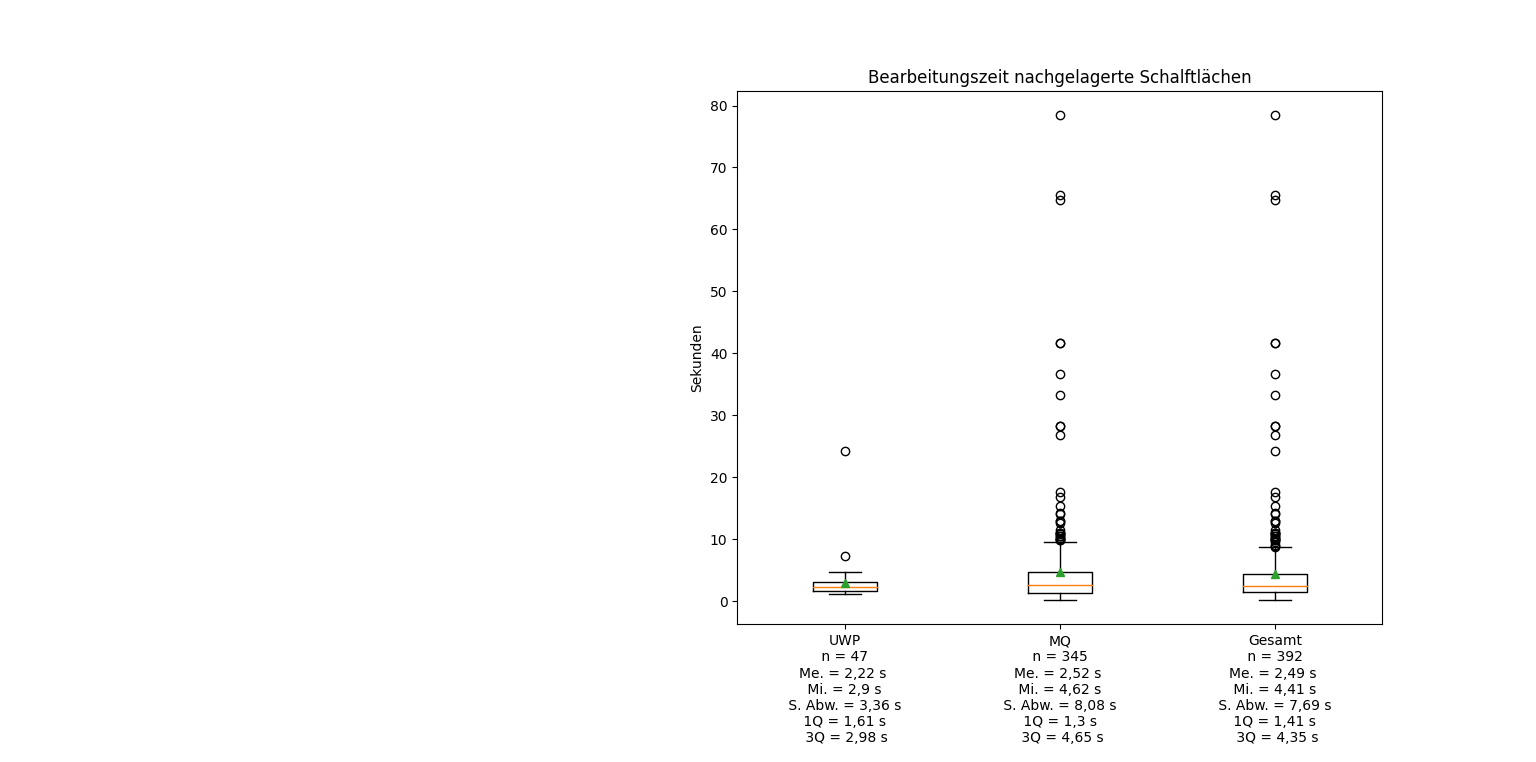 Bearbeitungszeit nachgelagerte Schalftlächen
80
70
60
50
40
30
20
10
0
Sekunden
UWP
n = 47
Me. = 2,22 s
Mi. = 2,9 s
S. Abw. = 3,36 s
1Q = 1,61 s
3Q = 2,98 s
MQ
n = 345
Me. = 2,52 s
Mi. = 4,62 s
S. Abw. = 8,08 s
1Q = 1,3 s
3Q = 4,65 s
Gesamt
n = 392
Me. = 2,49 s
Mi. = 4,41 s
S. Abw. = 7,69 s
1Q = 1,41 s
3Q = 4,35 s